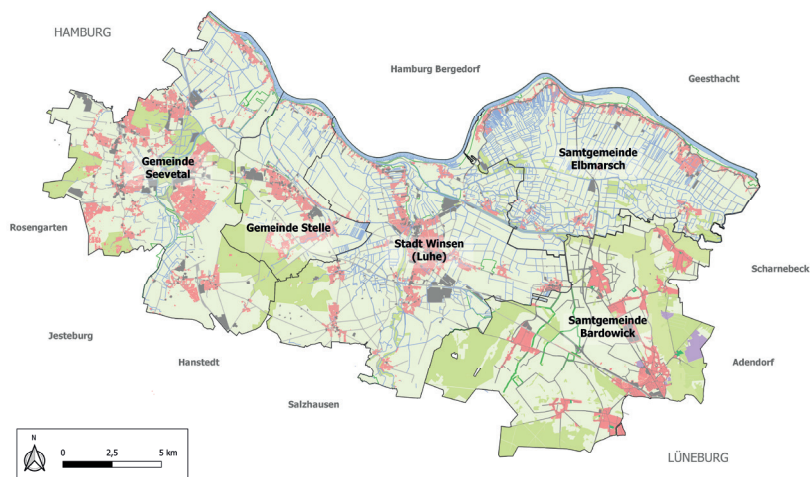 HAMBURG
Hamburg Bergedorf
Geesthacht
Gemeinde
Seevetal
Samtgemeinde
Elbmarsch
Rosengarten
Gemeinde Stelle
Stadt Winsen
(Luhe)
Scharnebeck
Samtgemeinde
Bardowick
Jesteburg
Hanstedt
Adendorf
Salzhausen
N
0
2,5
5 km
LÜNEBURG